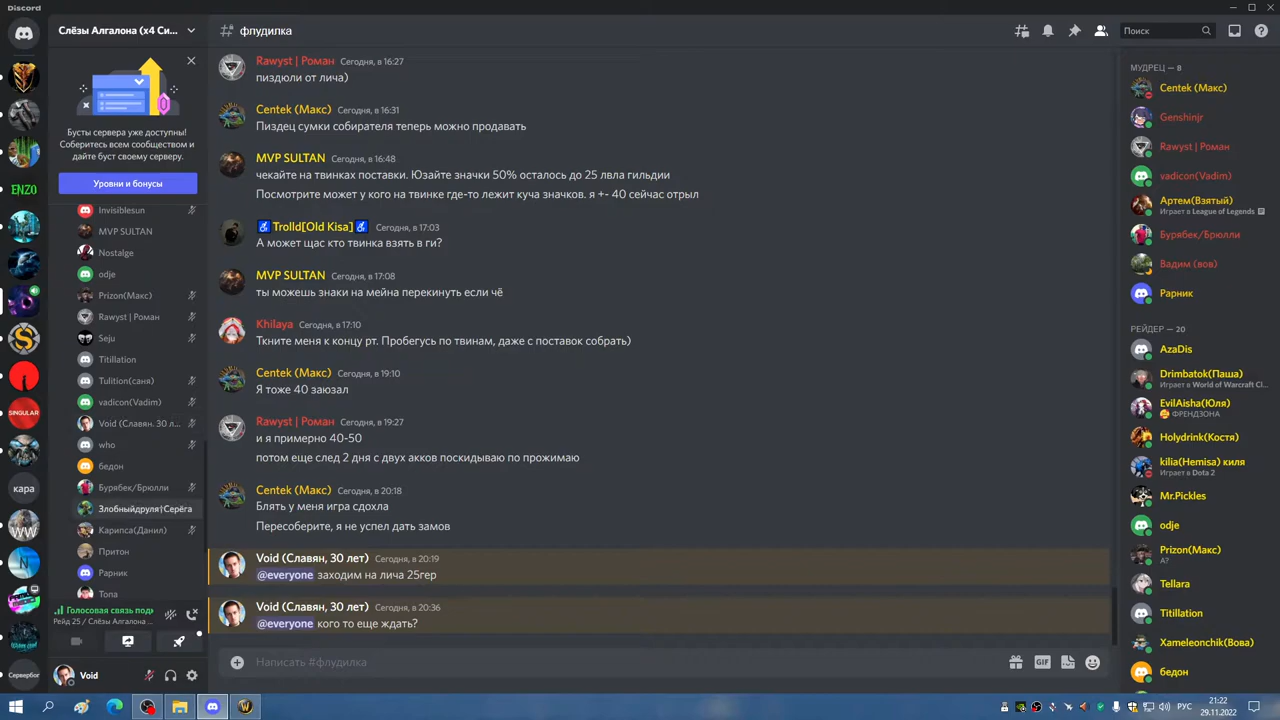 Discord
Слёзы Алгалона (x4 Си...
флудилка
Поиск
Бусты сервера уже доступны!
Соберитесь всем сообществом и
дайте буст своему серверу.
Уровни и бонусы
ENZO
SINGULAR
кара
WW
Сервербог
Invisiblesun
MVP SULTAN
Nostalge
odje
Prizon(Макс)
Rawyst | Роман
Seju
Titillation
Tulition(саня)
vadicon(Vadim)
Void (Славян. 30 л...
who
бедон
Бурябек/Брюлли
Злобныйдруля|Серёга
Карипса(Данил)
Притон
Рарник
Топа
Голосовая связь подк
Рейд 25 / Слёзы Алгалона ...
Void
Rawyst | Роман Сегодня, в 16:27
пиздюли от лича)
Centek (Макс) Сегодня, в 16:31
Пиздец сумки собирателя теперь можно продавать
MVP SULTAN Сегодня, в 16:48
чекайте на твинках поставки. Юзайте значки 50% осталось до 25 лвла гильдии
Посмотрите может у кого на твинке где-то лежит куча значков. я +- 40 сейчас отрыл
Trolld[Old Kisa] Сегодня, в 17:03
А может щас кто твинка взять в ги?
MVP SULTAN Сегодня, в 17:08
ты можешь знаки на мейна перекинуть если чё
Khilaya Сегодня, в 17:10
Ткните меня к концу рт. Пробегусь по твинам, даже с поставок собрать)
Centek (Макс) Сегодня, в 19:10
Я тоже 40 заюзал
Rawyst | Роман Сегодня, в 19:27
и я примерно 40-50
потом еще след 2 дня с двух акков поскидываю по прожимаю
Centek (Макс) Сегодня, в 20:18
Блять у меня игра сдохла
Пересоберите, я не успел дать замов
Void (Славян, 30 лет) Сегодня, в 20:19
@everyone заходим на лича 25гер
Void (Славян, 30 лет) Сегодня, в 20:36
@everyone кого то еще ждать?
Написать #флудилка
GIF
МУДРЕЦ — 8
Centek (Макс)
Genshinjr
Rawyst | Роман
vadicon(Vadim)
Артем(Взятый)
Играет в League of Legends
Бурябек/Брюлли
Вадим (вов)
Рарник
РЕЙДЕР — 20
AzaDis
Drimbatok(Паша)
Играет в World of Warcraft Cl...
EvilAisha(Юля)
ФРЕНДЗОНА
Holydrink(Костя)
kilia(Hemisa) киля
Играет в Dota 2
Mr.Pickles
odje
Prizon(Макс)
A?
Tellara
Titillation
Xameleonchik(Вова)
бедон
РУС
21:22
29.11.2022